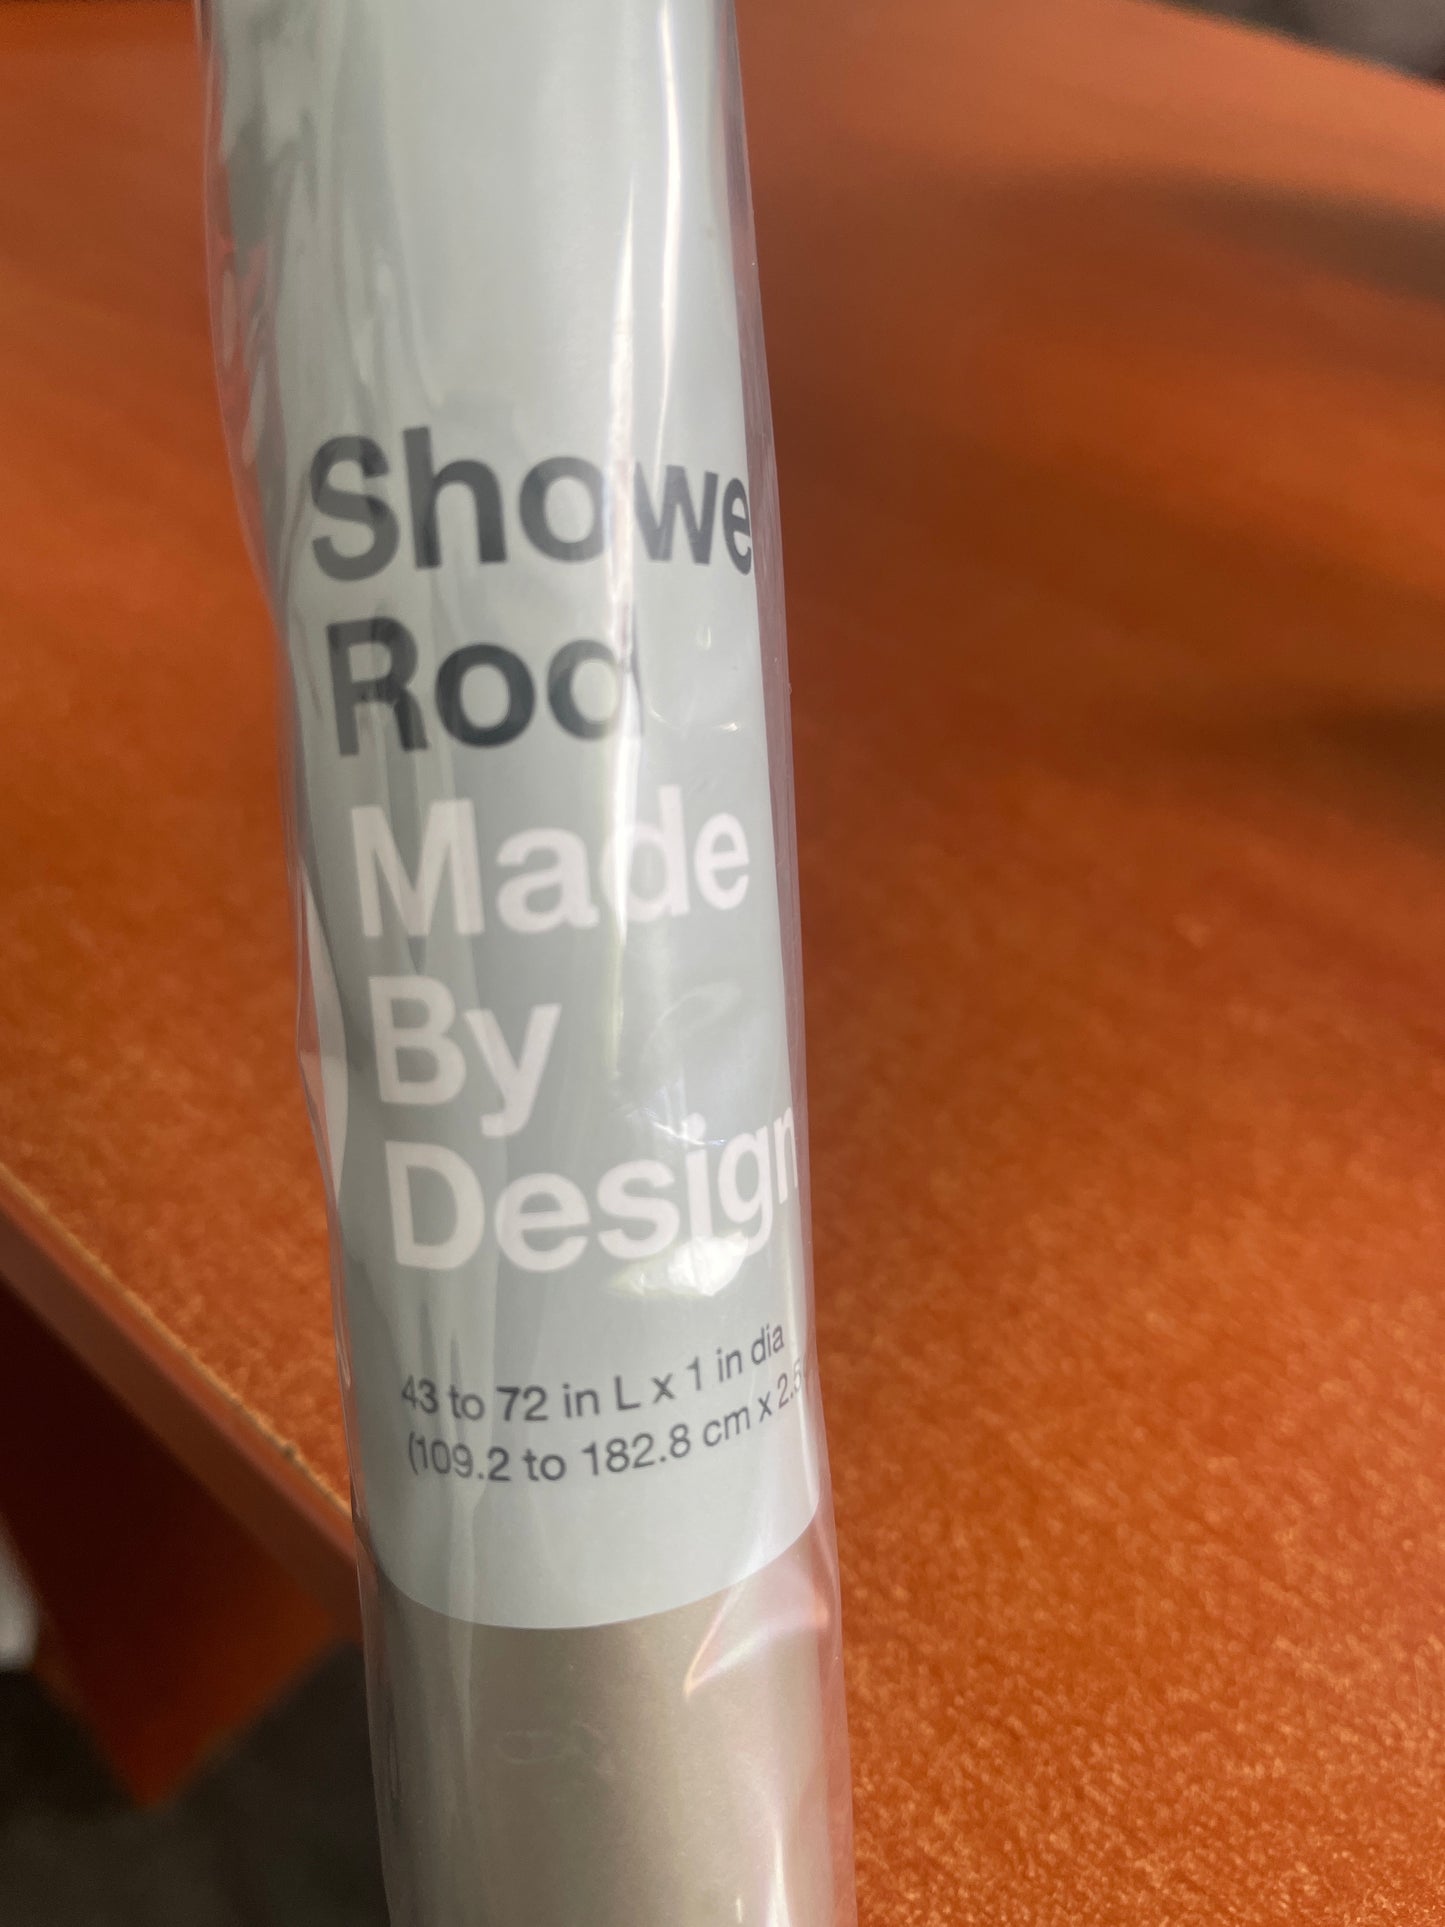 Showe
Rod
Made
By
Design
43 to 72 in L x 1 in dia
(109.2 to 182.8 cm x 2.5